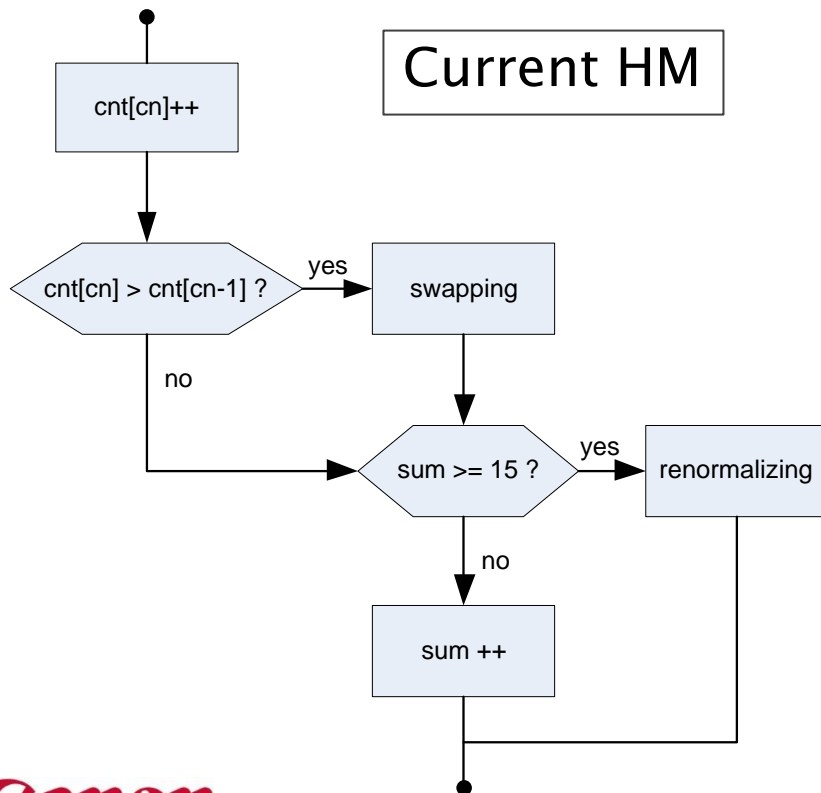 Current HM
cnt[cn]++
cnt[cn] > cnt[cn-1] ?
yes
swapping
no
sum >= 15 ?
yes
renormalizing
no
sum ++